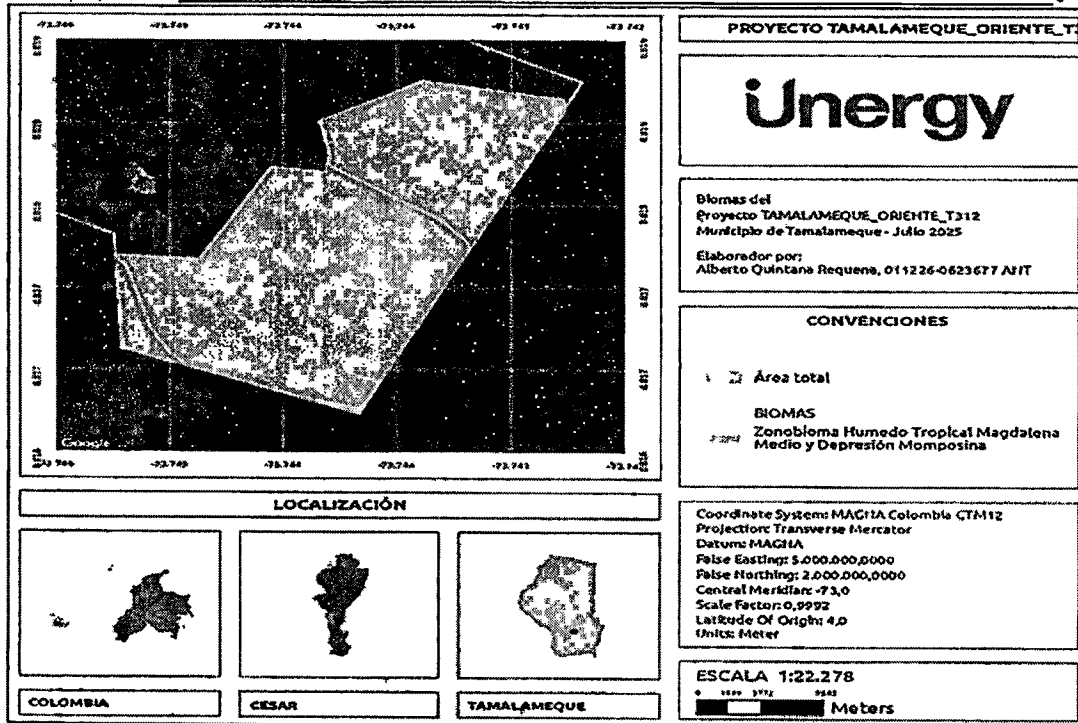 PROYECTO TAMALAMEQUE_ORIENTE_T3
Unergy
Biomas del
Proyecto TAMALAMEQUE_ORIENTE_T312
Municipio de Tamalameque - Julio 2025
Elaborador por:
Alberto Quintana Requena,
CONVENCIONES
Área total
BIOMAS
Zonobioma Humedo Tropical Magdalena
Medio y Depresión Momposina
Google
LOCALIZACIÓN
COLOMBIA
CESAR
TAMALAMEQUE
Coordinate System: MAGNA Colombia CTM12
Projection: Transverse Mercator
Datum: MAGNA
False Easting: 5.000.000,0000
False Northing: 2.000.000,0000
Central Meridian: -73,0
Scale Factor: 0,9992
Latitude Of Origin: 4,0
Units: Meter
ESCALA 1:22.278
Meters